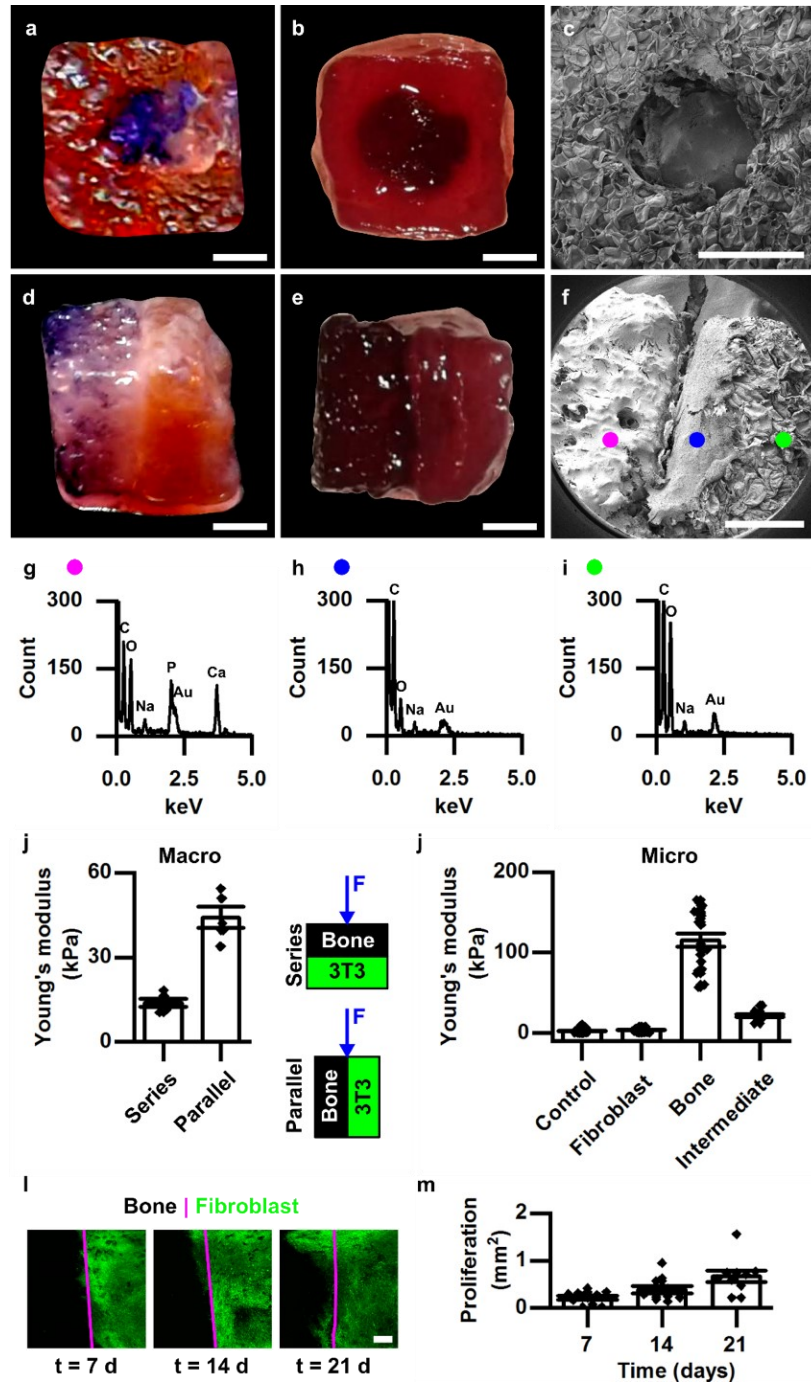 a
b
c
d
e
f
g
h
i
300
150
0
Count
C
O
Na
P
Au
Ca
0.0 2.5 5.0
keV
300
150
0
Count
C
O
Na
Au
0.0 2.5 5.0
keV
300
150
0
Count
C
O
Na
Au
0.0 2.5 5.0
keV
j
Macro
60
30
0
Young's modulus
(kPa)
Series
Parallel
F
Series
Bone
3T3
F
Parallel
Bone
3T3
j
Micro
200
100
0
Young's modulus
(kPa)
Control
Fibroblast
Bone
Intermediate
l
Bone | Fibroblast
t = 7 d
t = 14 d
t = 21 d
m
2
1
0
Proliferation
(mm²)
7 14 21
Time (days)